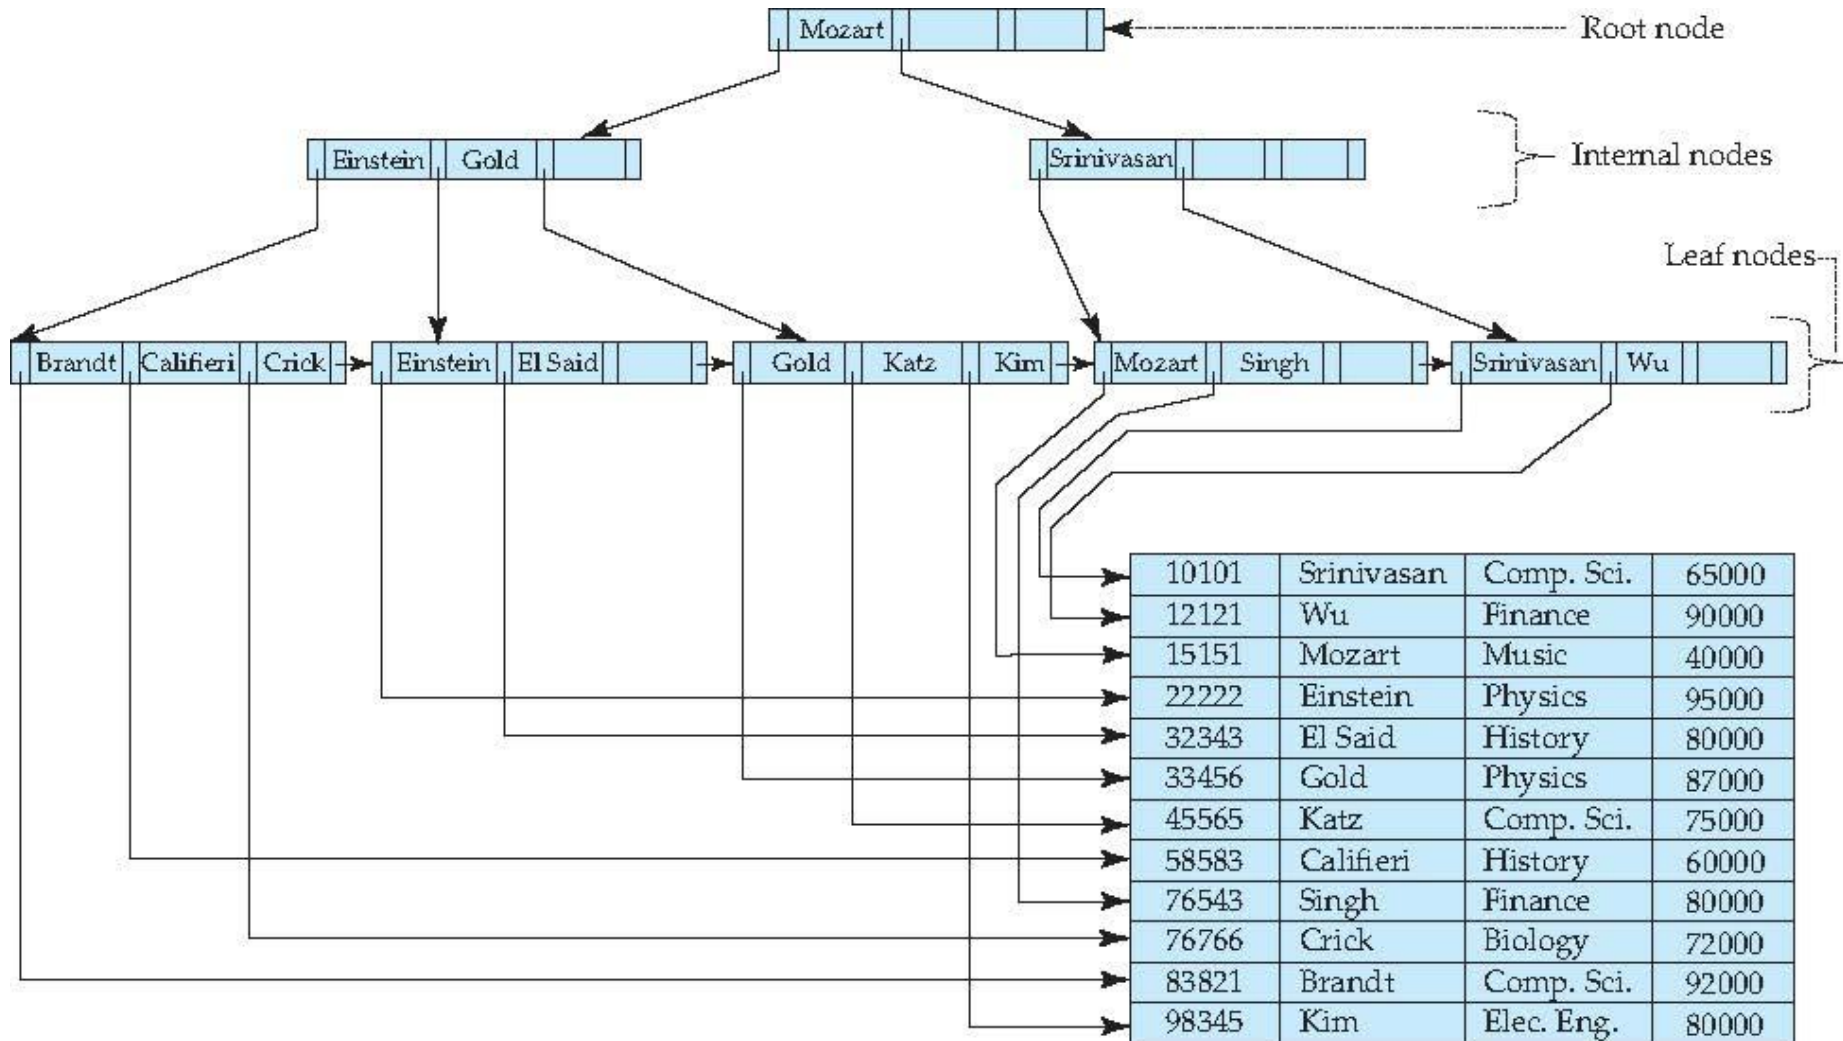 Mozart
Root node
Einstein Gold
Srinivasan
Internal nodes
Leaf nodes
Brandt Califieri Crick
Einstein El Said
Gold Katz Kim
Mozart Singh
Srinivasan Wu
10101 Srinivasan Comp. Sci. 65000
12121 Wu Finance 90000
15151 Mozart Music 40000
22222 Einstein Physics 95000
32343 El Said History 80000
33456 Gold Physics 87000
45565 Katz Comp. Sci. 75000
58583 Califieri History 60000
76543 Singh Finance 80000
76766 Crick Biology 72000
83821 Brandt Comp. Sci. 92000
98345 Kim Elec. Eng. 80000